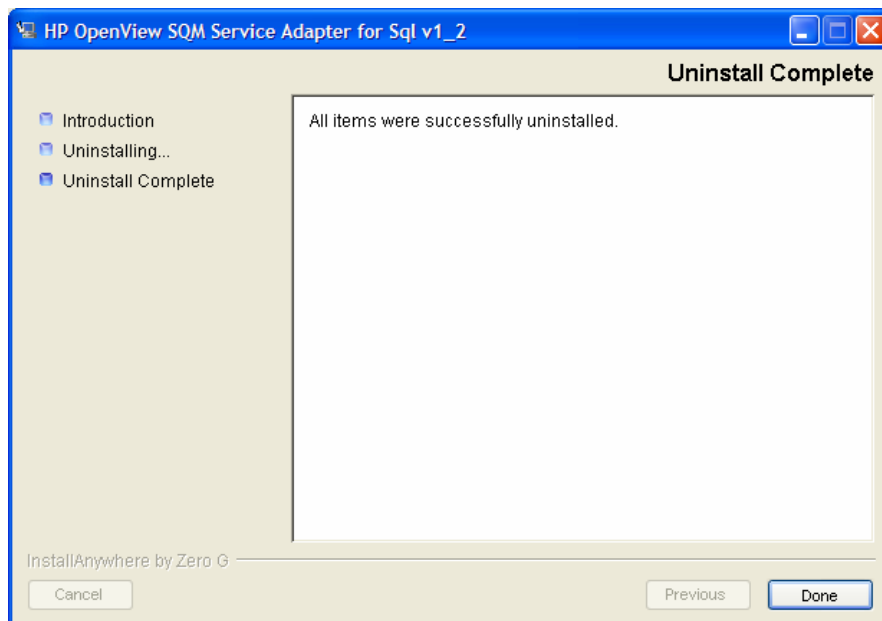 HP OpenView SQM Service Adapter for Sql v1_2
Uninstall Complete
Introduction
Uninstalling...
Uninstall Complete
All items were successfully uninstalled.
InstallAnywhere by Zero G
Cancel
Previous
Done